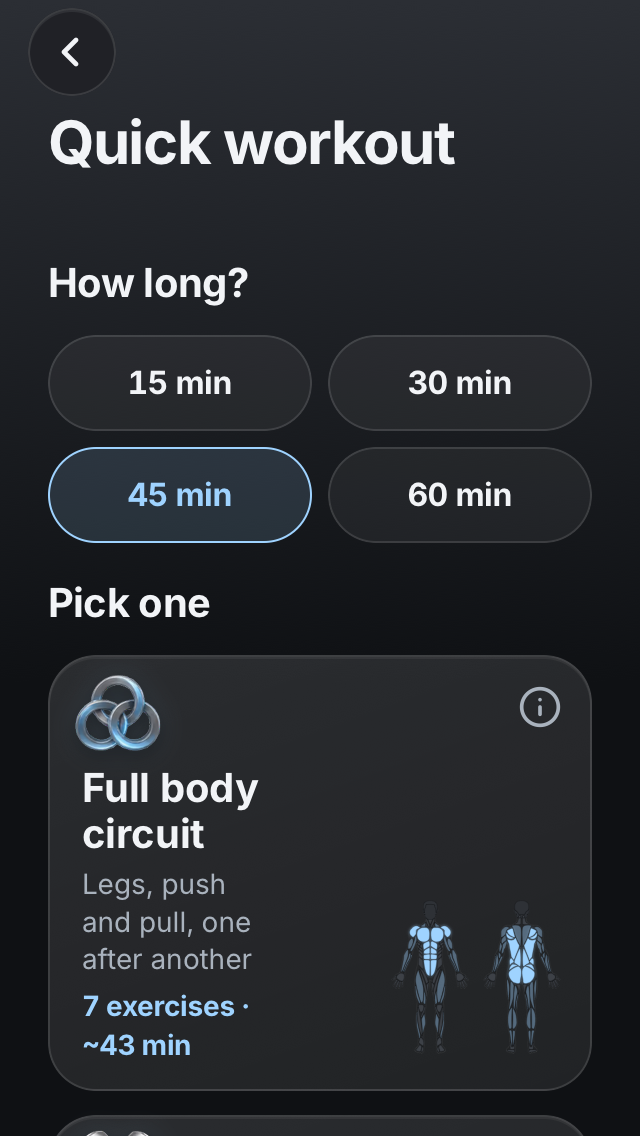 Quick workout
How long?
15 min
30 min
45 min
60 min
Pick one
Full body
circuit
Legs, push
and pull, one
after another
7 exercises ·
~43 min